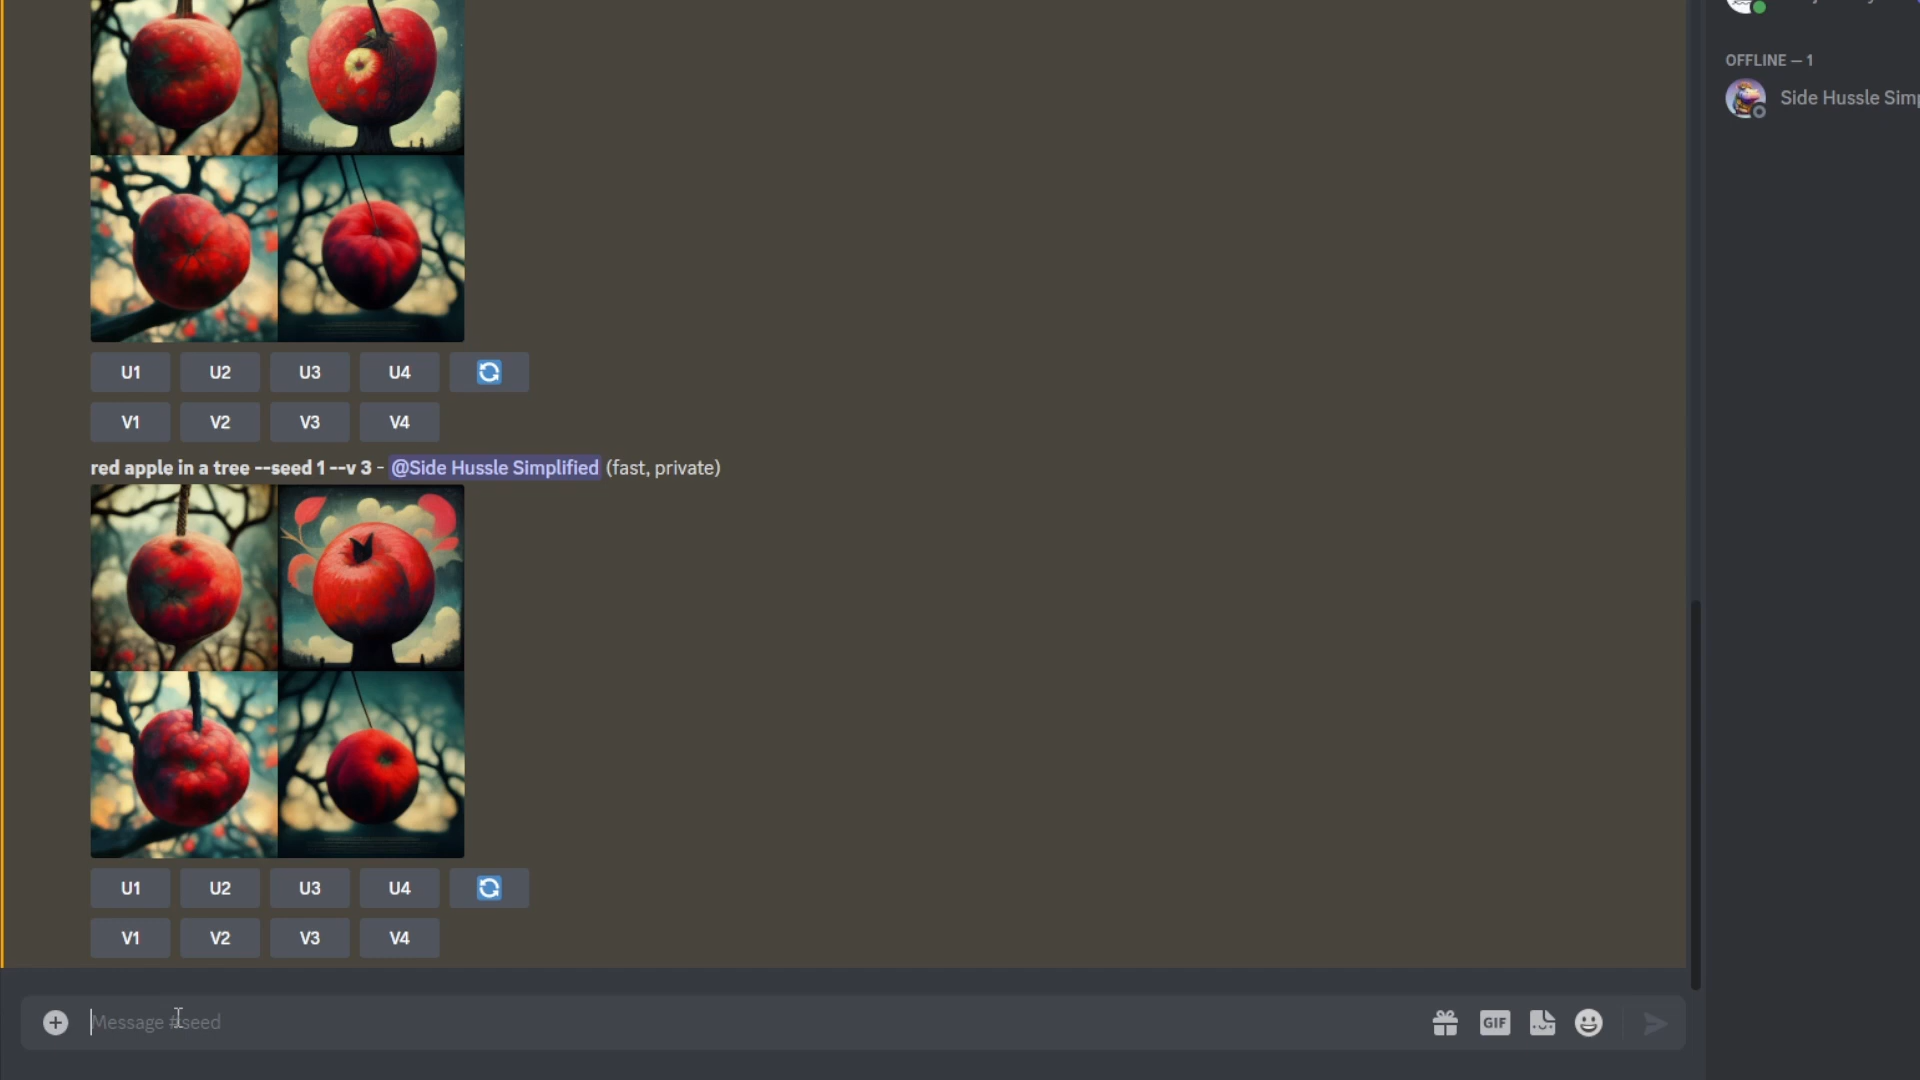 OFFLINE — 1
Side Hussle Simp
U1 U2 U3 U4
V1 V2 V3 V4
red apple in a tree --seed 1 --v 3 - @Side Hussle Simplified (fast, private)
U1 U2 U3 U4
V1 V2 V3 V4
Message #seed
GIF